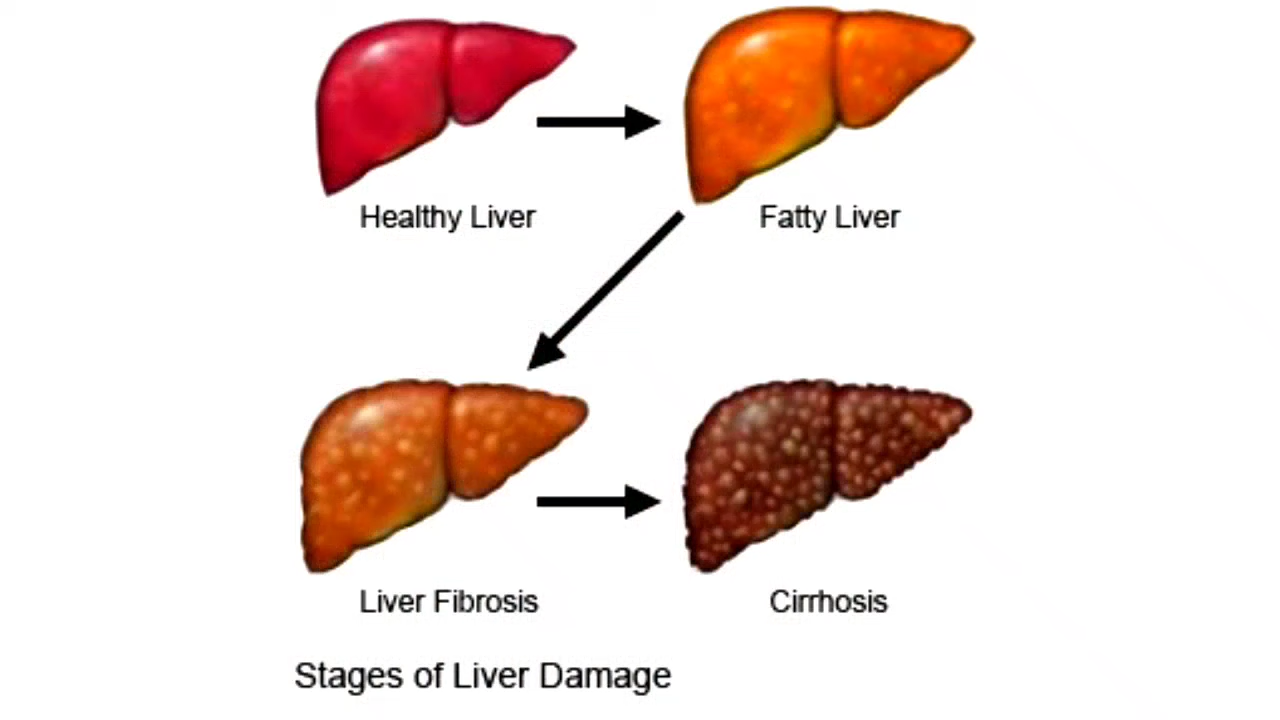 Healthy Liver
Fatty Liver
Liver Fibrosis
Cirrhosis
Stages of Liver Damage